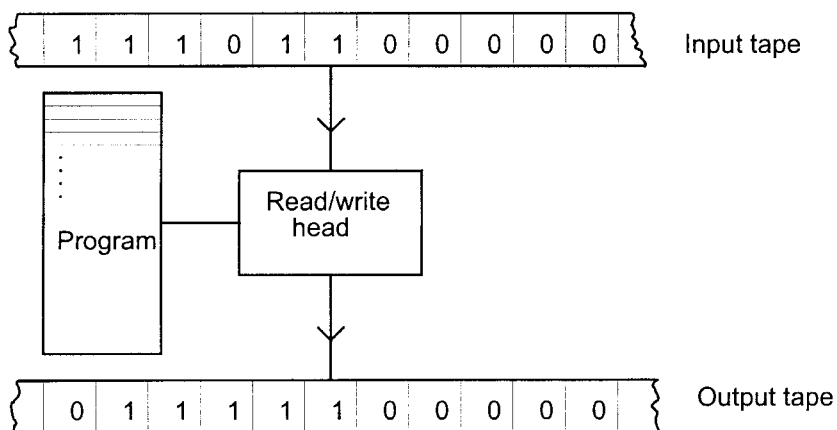 1 1 1 0 1 1 0 0 0 0 0
Input tape
Read/write
head
Program
0 1 1 1 1 1 0 0 0 0 0
Output tape